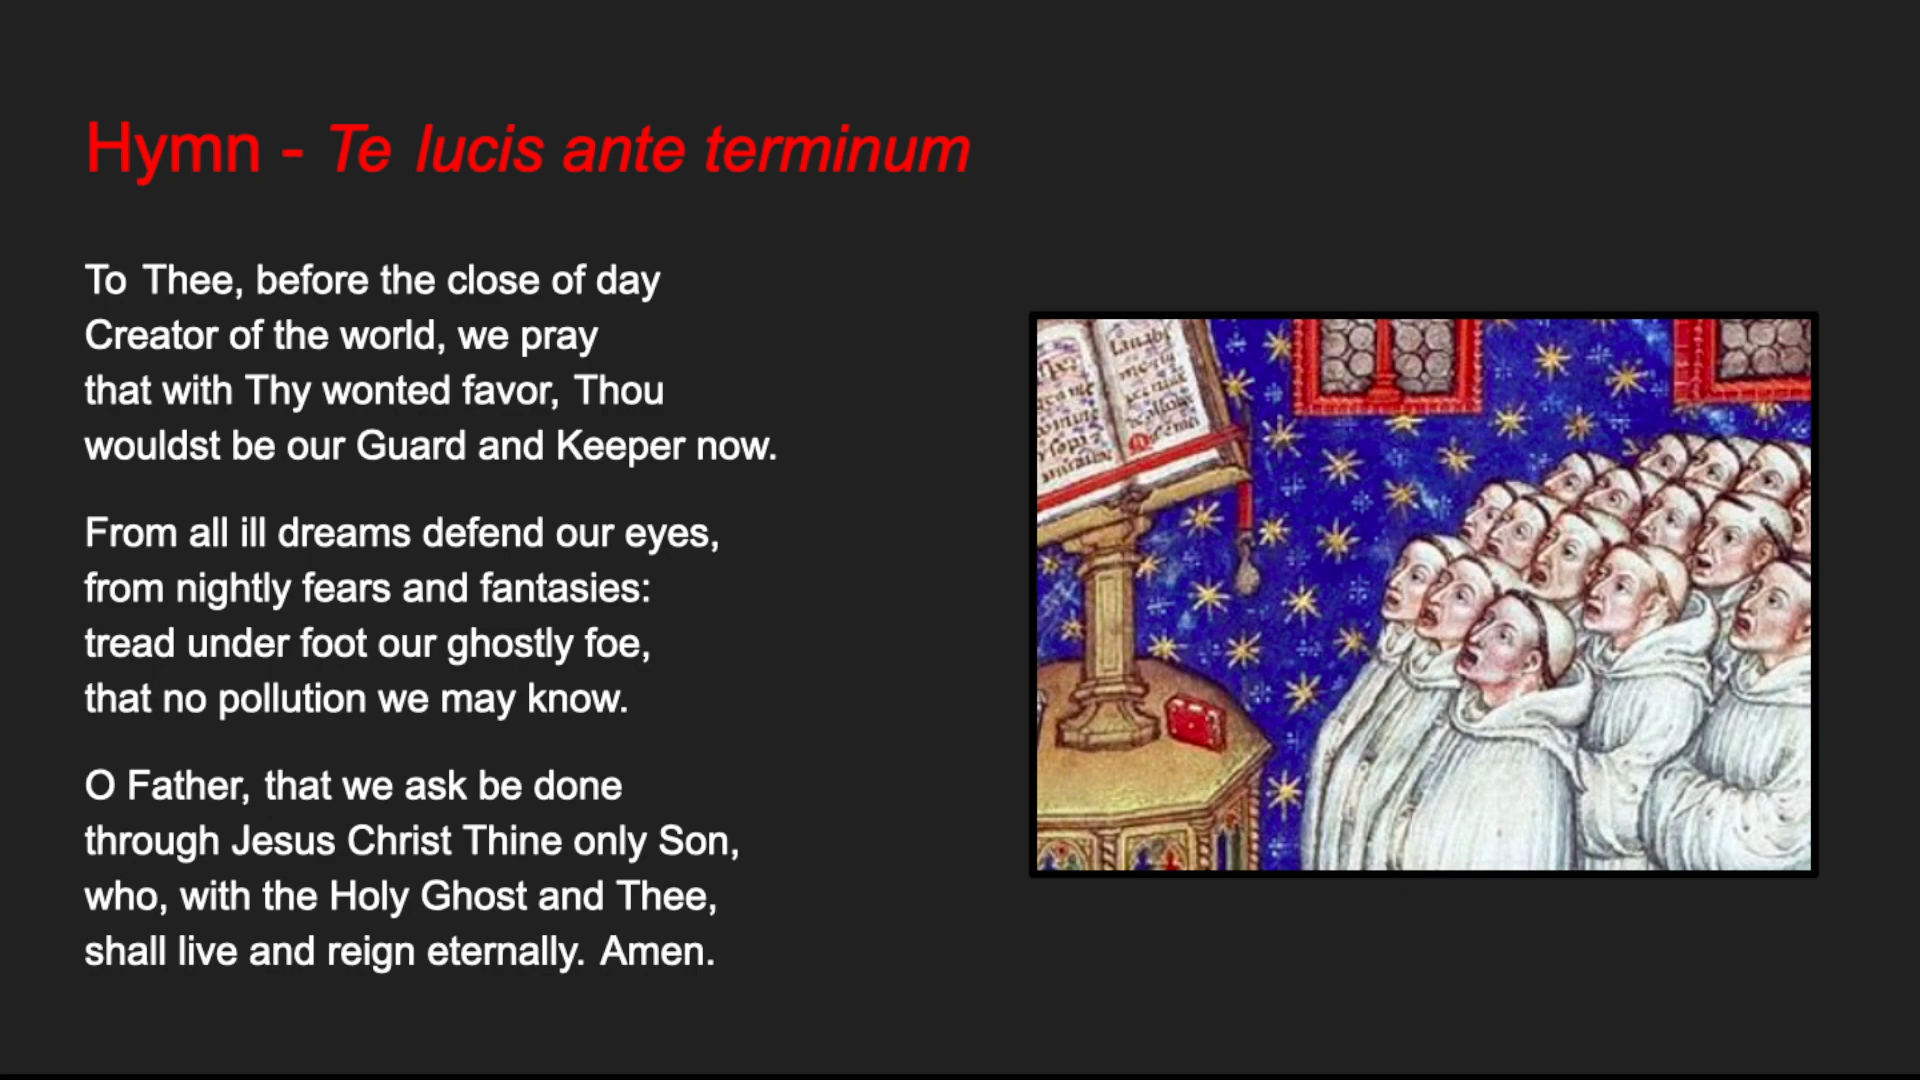 Hymn - Te lucis ante terminum
To Thee, before the close of day
Creator of the world, we pray
that with Thy wonted favor, Thou
wouldst be our Guard and Keeper now.
From all ill dreams defend our eyes,
from nightly fears and fantasies:
tread under foot our ghostly foe,
that no pollution we may know.
O Father, that we ask be done
through Jesus Christ Thine only Son,
who, with the Holy Ghost and Thee,
shall live and reign eternally. Amen.